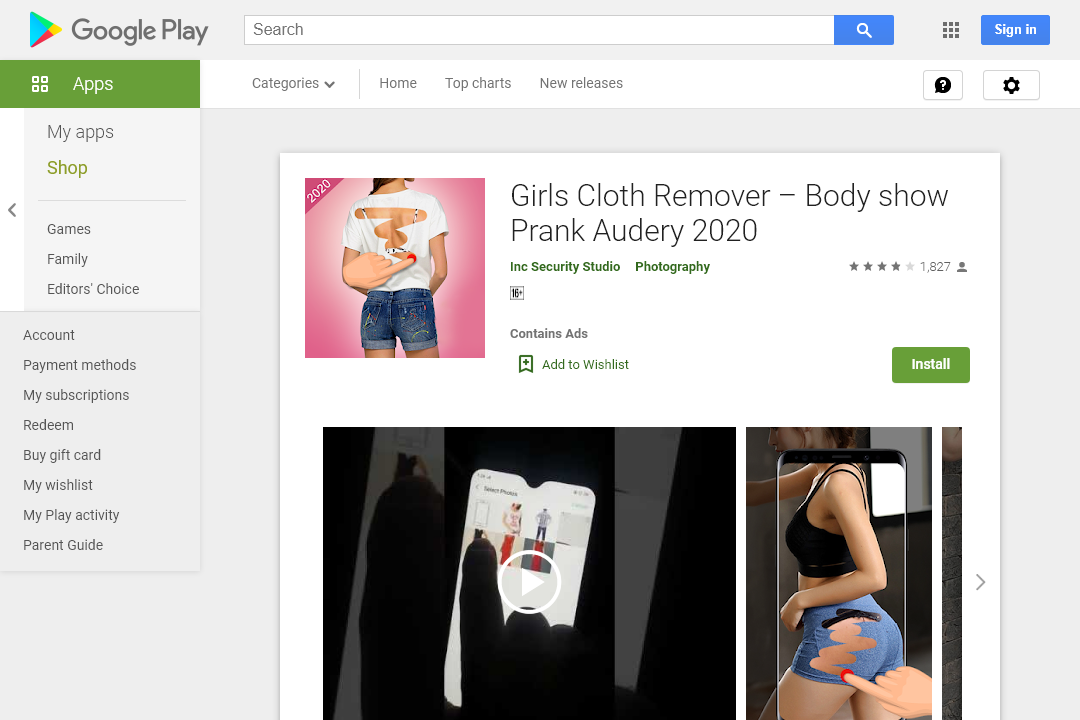 Google Play
Search
Sign in
Apps
Categories
Home
Top charts
New releases
My apps
Shop
Games
Family
Editors' Choice
Account
Payment methods
My subscriptions
Redeem
Buy gift card
My wishlist
My Play activity
Parent Guide
2020
Girls Cloth Remover – Body show
Prank Audery 2020
Inc Security Studio
Photography
1,827
16+
Contains Ads
Add to Wishlist
Install
Select Photos